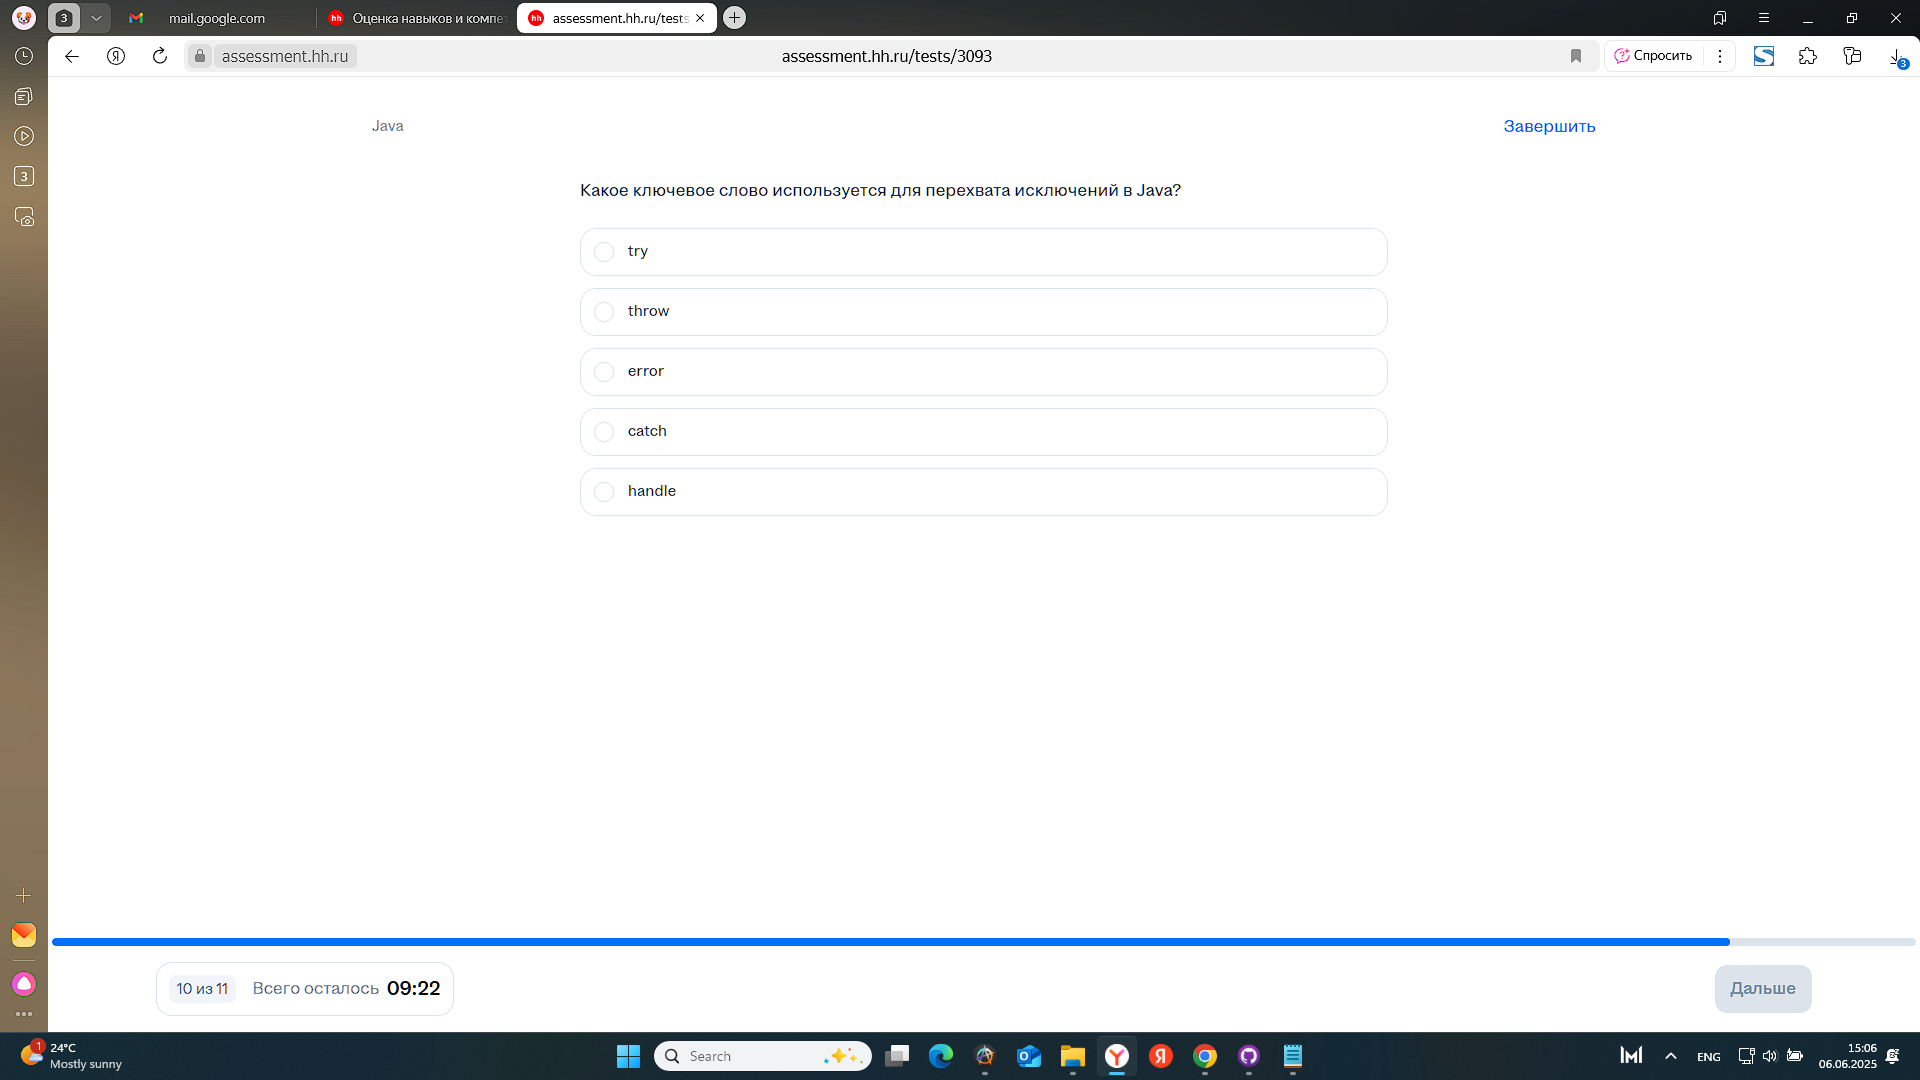 3
mail.google.com
Оценка навыков и компе
assessment.hh.ru/tests
assessment.hh.ru
assessment.hh.ru/tests/3093
Спросить
3
3
Java
Завершить
Какое ключевое слово используется для перехвата исключений в Java?
try
throw
error
catch
handle
10 из 11
Всего осталось 09:22
Дальше
1
24°C
Mostly sunny
Search
ENG
15:06
06.06.2025